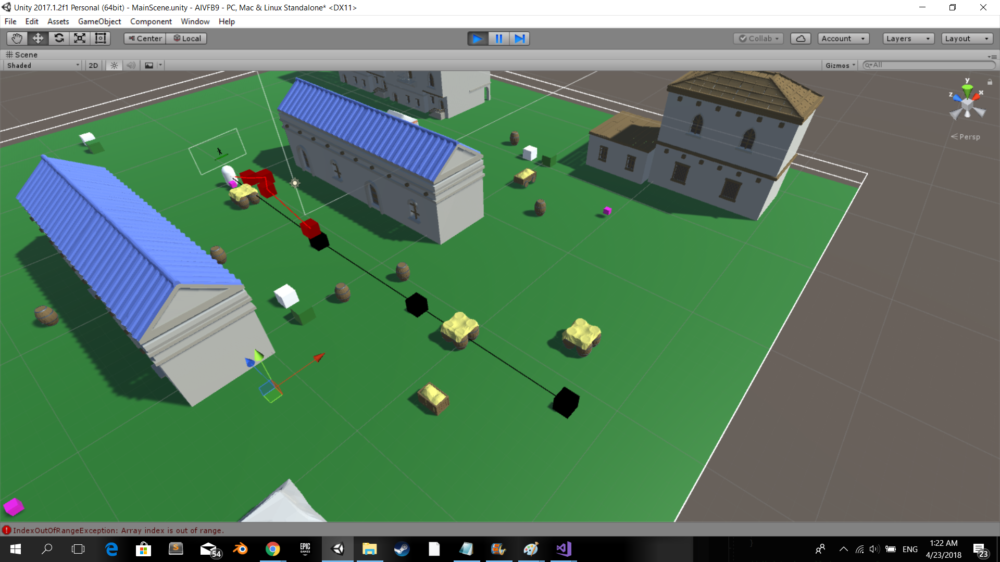 Unity 2017.1.2f1 Personal (64bit) - MainScene.unity - AIVFB9 - PC, Mac & Linux Standalone* <DX11>
File Edit Assets GameObject Component Window Help
Center Local Collab Account Layers Layout
Scene
Shaded 2D Gizmos All
y
z x
Persp
IndexOutOfRangeException: Array index is out of range.
S 54 EPIC GAMES ENG 1:22 AM
4/23/2018 23